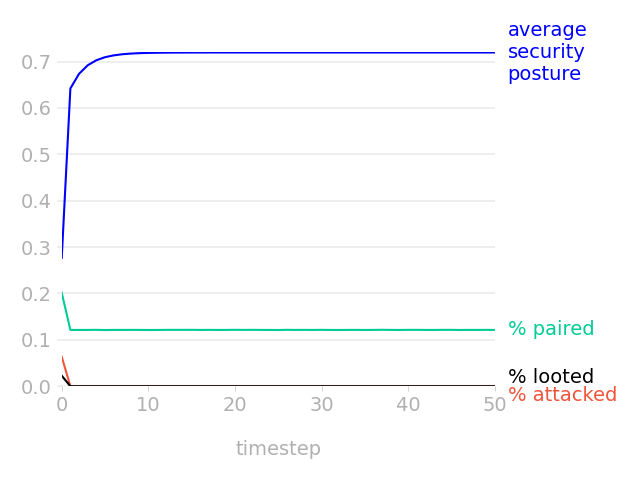 average
security
posture
0.7
0.6
0.5
0.4
0.3
0.2
0.1
0.0
% paired
% looted
% attacked
0 10 20 30 40 50
timestep